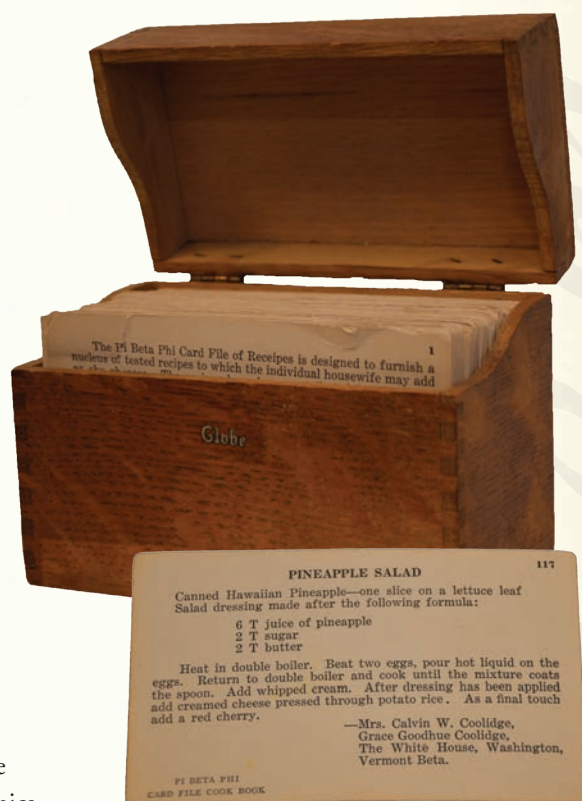 The Pi Beta Phi Card File of Receipes is designed to furnish a
nucleus of tested recipes to which the individual housewife may add
1
Globe
PINEAPPLE SALAD
117
Canned Hawaiian Pineapple—one slice on a lettuce leaf
Salad dressing made after the following formula:
6 T juice of pineapple
2 T sugar
2 T butter
Heat in double boiler. Beat two eggs, pour hot liquid on the
eggs. Return to double boiler and cook until the mixture coats
the spoon. Add whipped cream. After dressing has been applied
add creamed cheese pressed through potato rice. As a final touch
add a red cherry.
—Mrs. Calvin W. Coolidge,
Grace Goodhue Coolidge,
The White House, Washington,
Vermont Beta.
PI BETA PHI
CARD FILE COOK BOOK